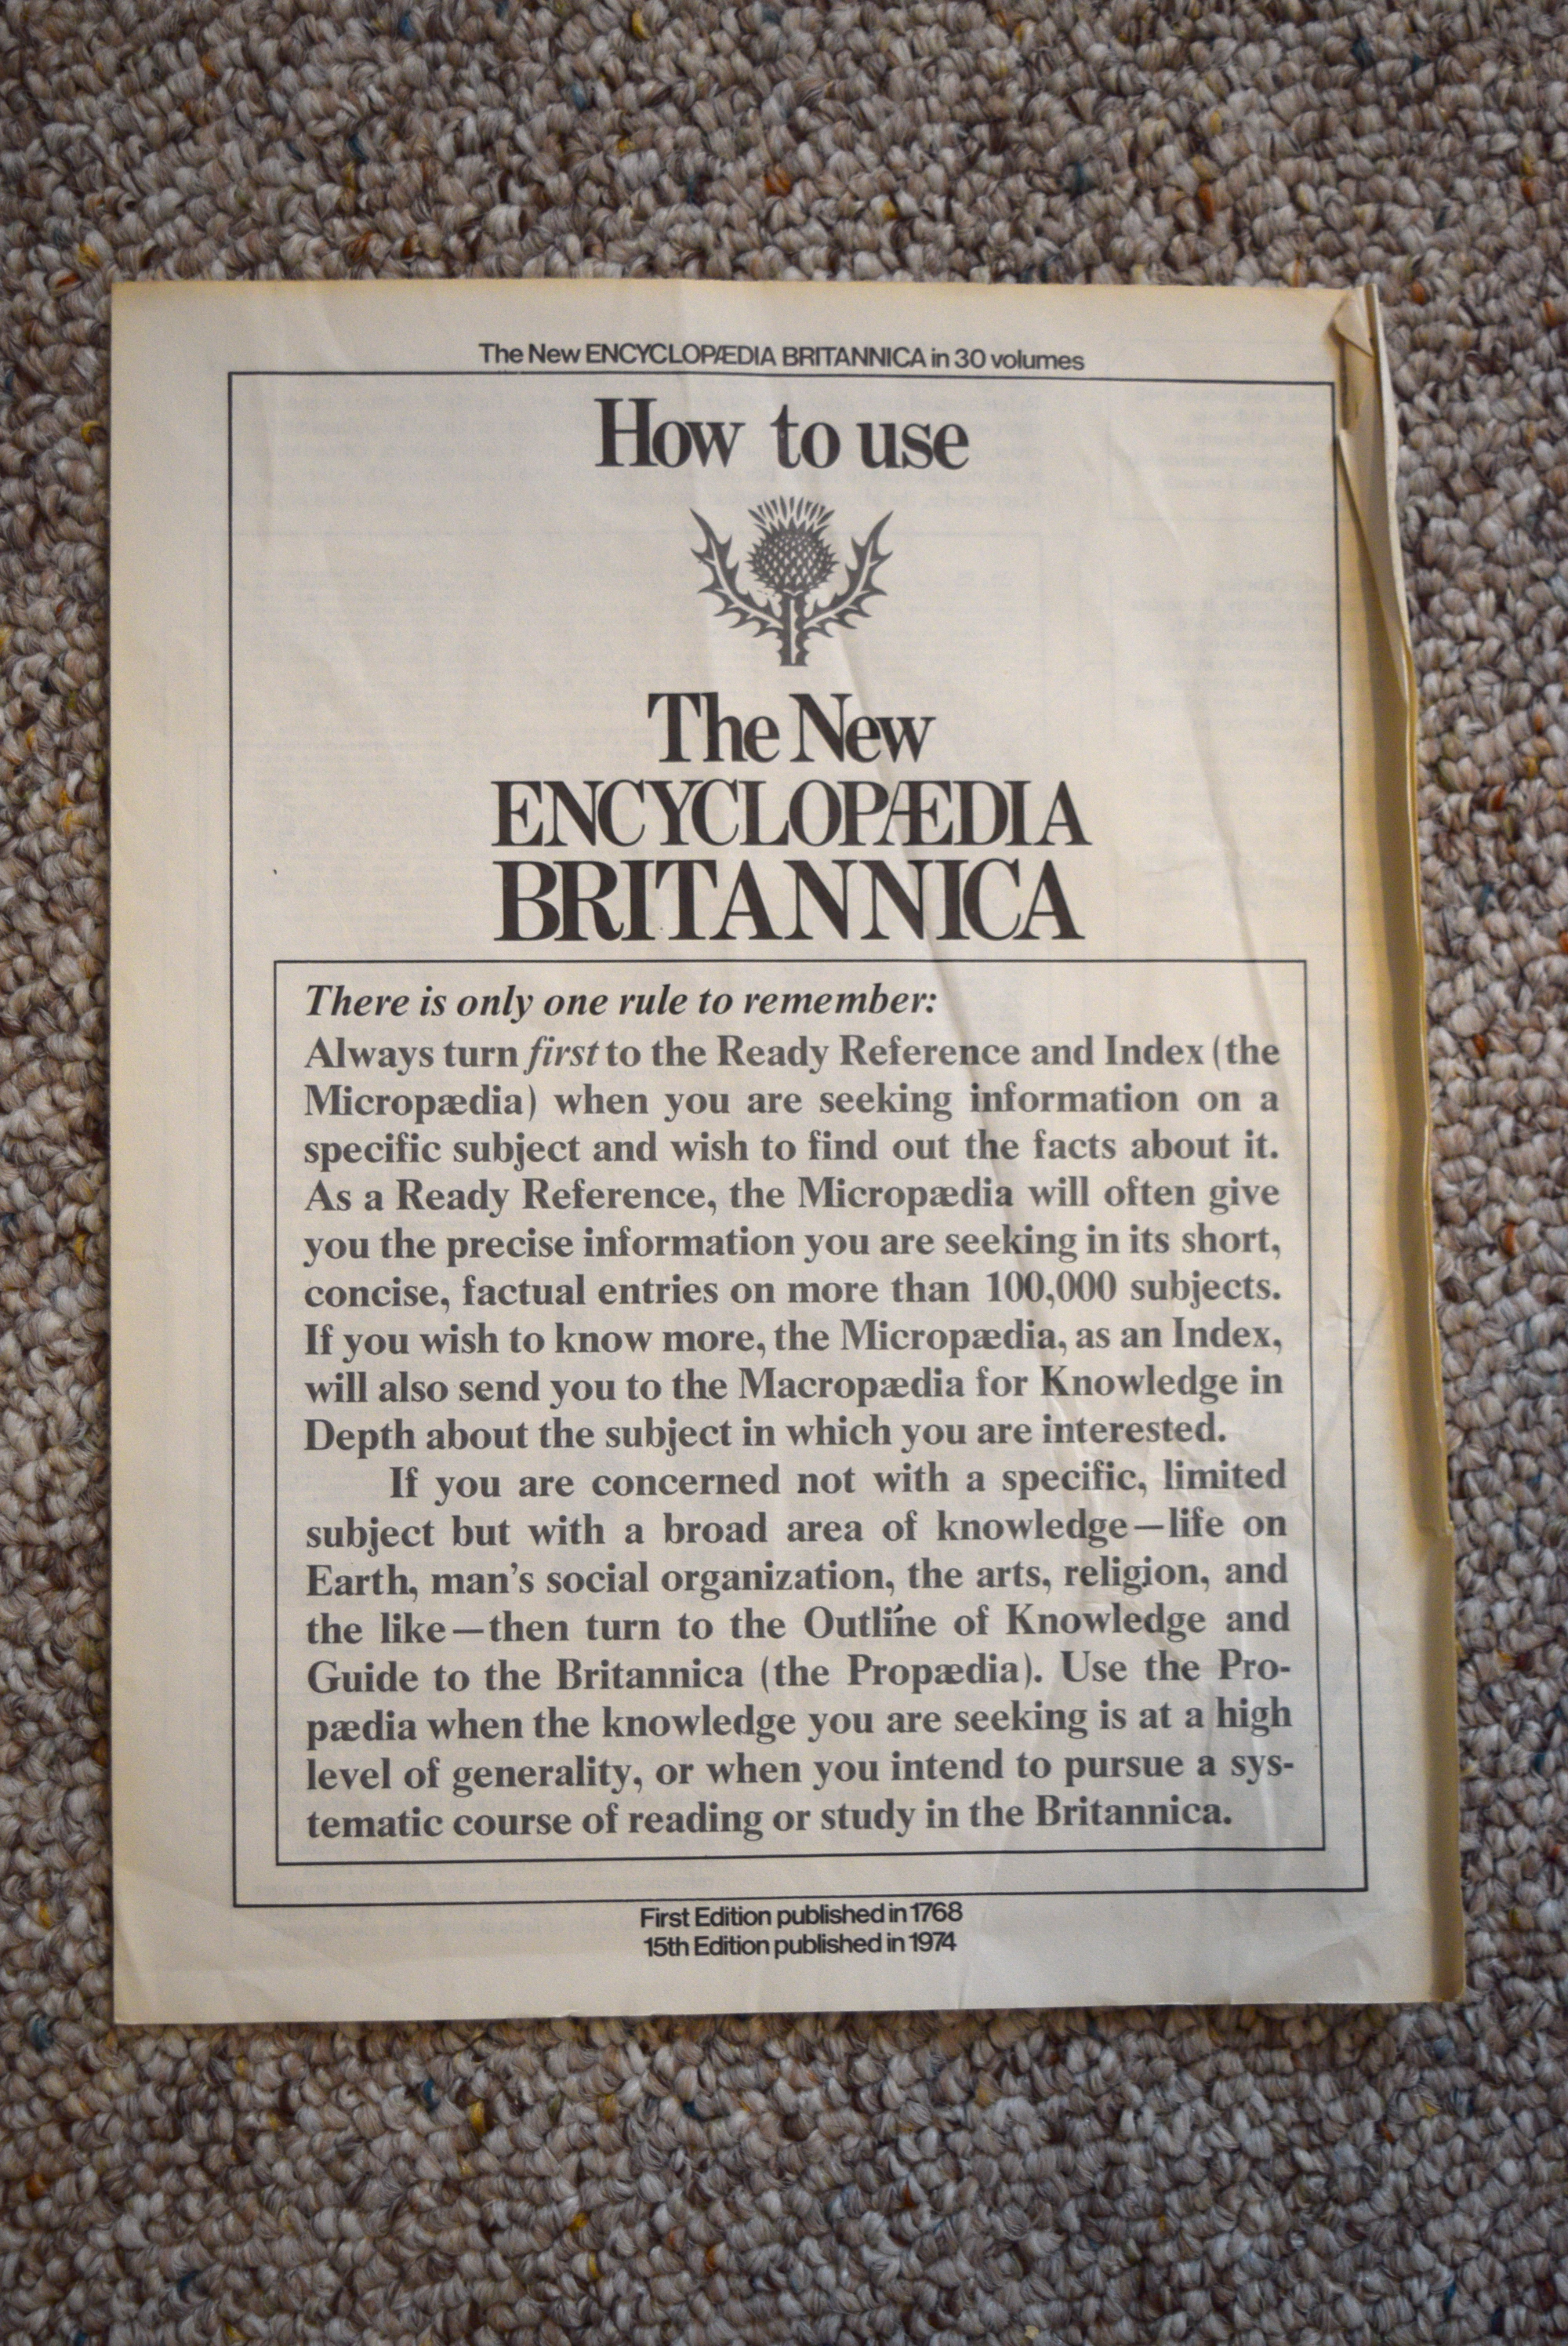 The New ENCYCLOPÆDIA BRITANNICA in 30 volumes
How to use
The New
ENCYCLOPÆDIA
BRITANNICA
There is only one rule to remember:
Always turn first to the Ready Reference and Index (the
Micropædia) when you are seeking information on a
specific subject and wish to find out the facts about it.
As a Ready Reference, the Micropædia will often give
you the precise information you are seeking in its short,
concise, factual entries on more than 100,000 subjects.
If you wish to know more, the Micropædia, as an Index,
will also send you to the Macropædia for Knowledge in
Depth about the subject in which you are interested.
If you are concerned not with a specific, limited
subject but with a broad area of knowledge—life on
Earth, man's social organization, the arts, religion, and
the like—then turn to the Outline of Knowledge and
Guide to the Britannica (the Propædia). Use the Pro-
pædia when the knowledge you are seeking is at a high
level of generality, or when you intend to pursue a sys-
tematic course of reading or study in the Britannica.
First Edition published in 1768
15th Edition published in 1974